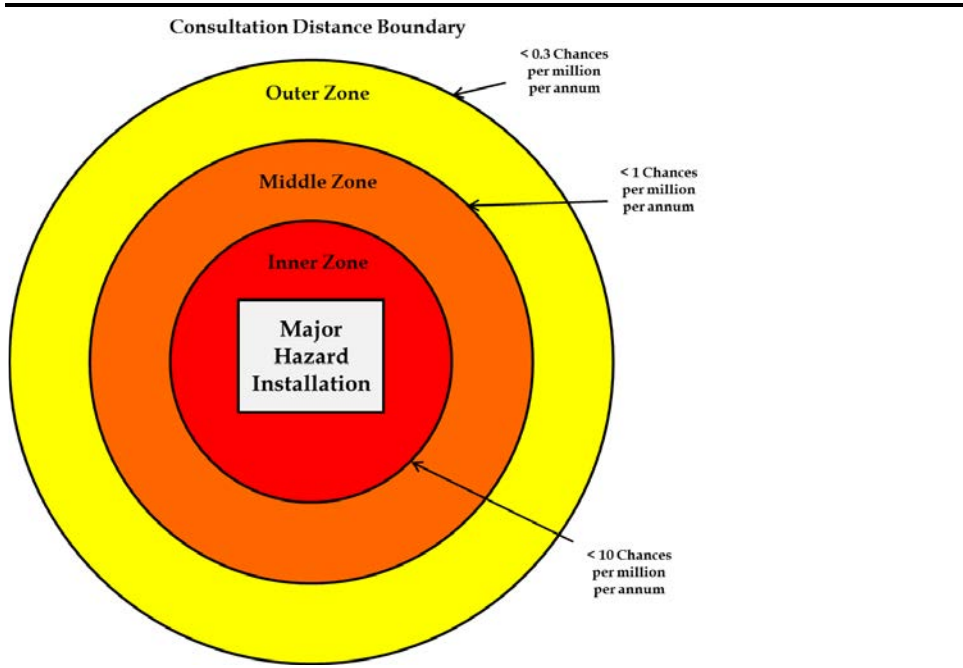 Consultation Distance Boundary
< 0.3 Chances
per million
per annum
Outer Zone
< 1 Chances
per million
per annum
Middle Zone
Inner Zone
Major
Hazard
Installation
< 10 Chances
per million
per annum